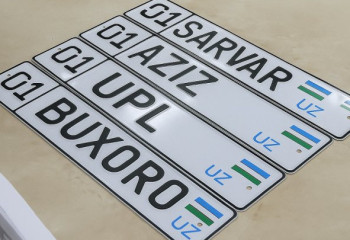 01 SARVAR UZ
01 AZIZ UZ
01 UPL UZ
01 BUXORO UZ